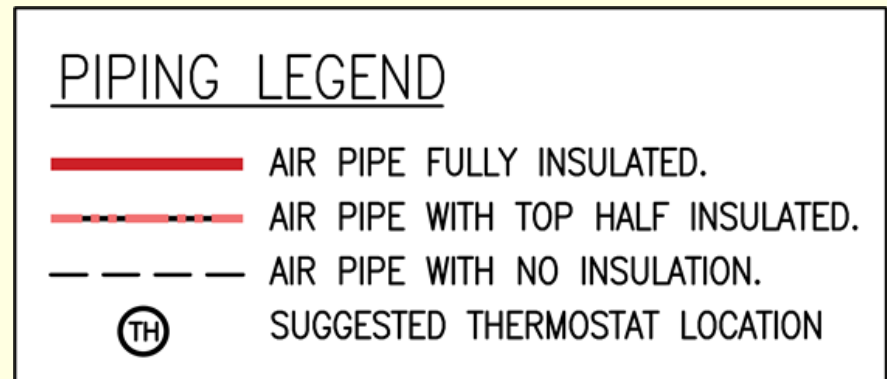 PIPING LEGEND
AIR PIPE FULLY INSULATED.
AIR PIPE WITH TOP HALF INSULATED.
AIR PIPE WITH NO INSULATION.
TH SUGGESTED THERMOSTAT LOCATION